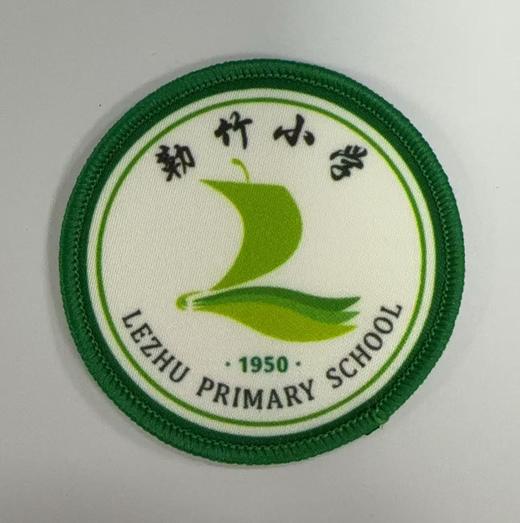 勒竹小学
· 1950 ·
LEZHU PRIMARY SCHOOL